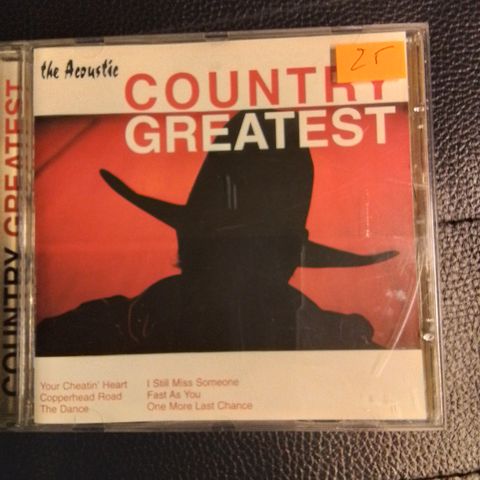 the Acoustic
COUNTRY
GREATEST
25
COUNTRY GREATEST
Your Cheatin' Heart
Copperhead Road
The Dance
I Still Miss Someone
Fast As You
One More Last Chance